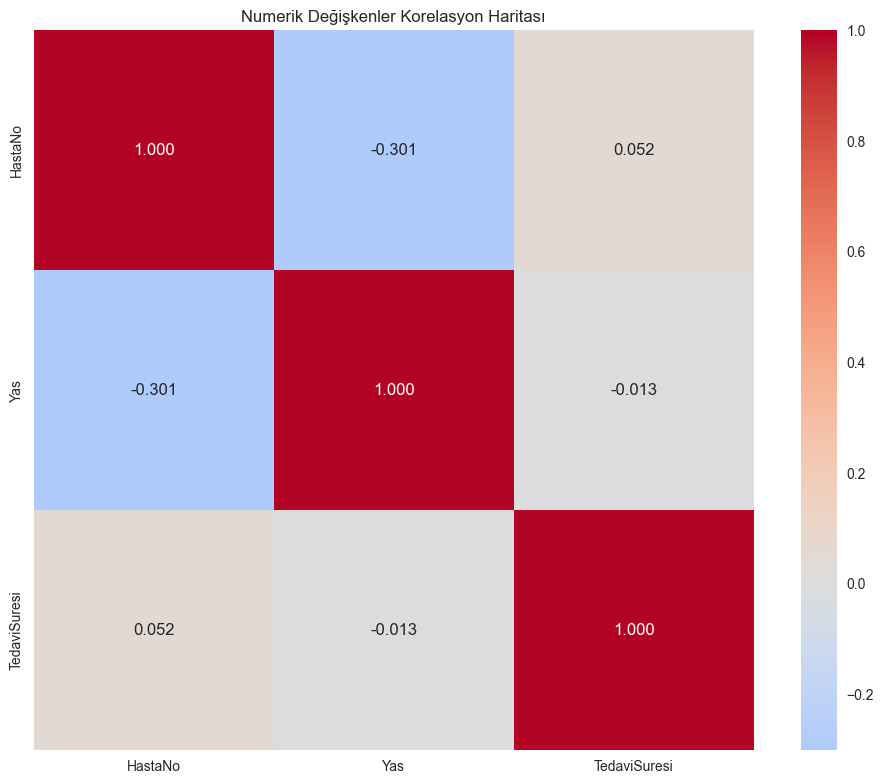 Numerik Değişkenler Korelasyon Haritası
HastaNo
1.000
-0.301
0.052
Yas
-0.301
1.000
-0.013
TedaviSuresi
0.052
-0.013
1.000
HastaNo
Yas
TedaviSuresi
1.0
0.8
0.6
0.4
0.2
0.0
−0.2